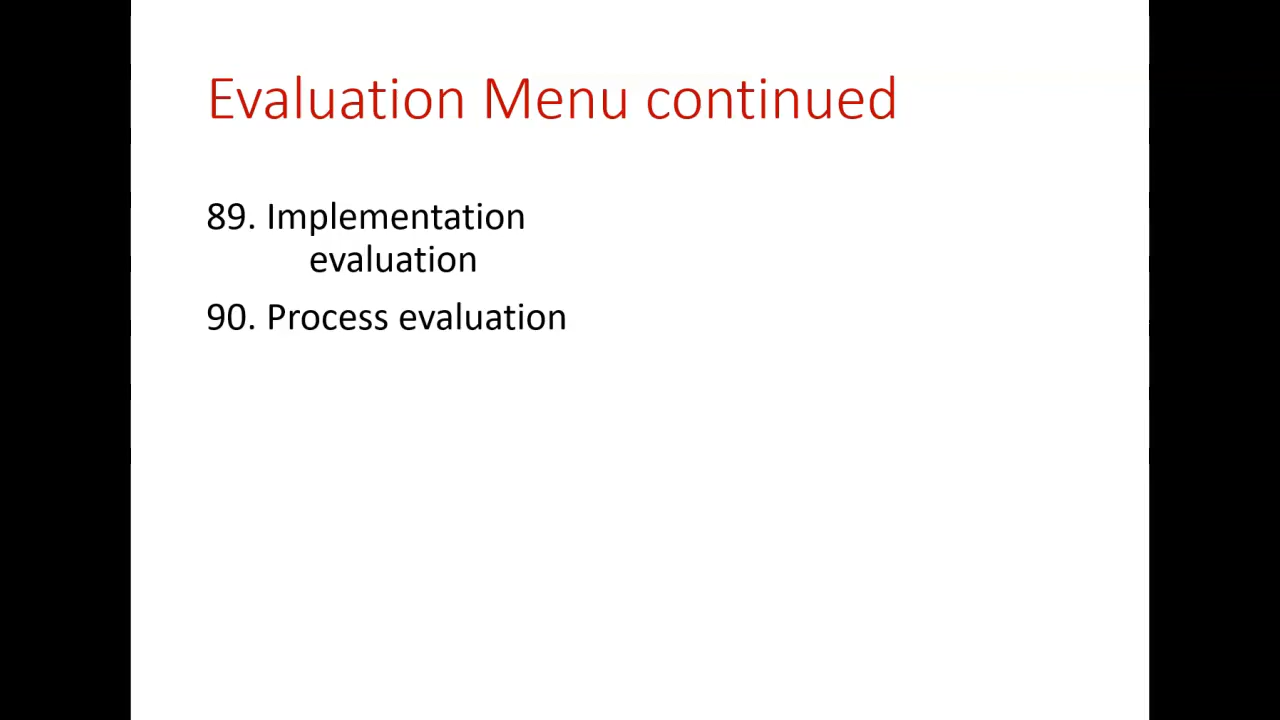 Evaluation Menu continued
89. Implementation
evaluation
90. Process evaluation